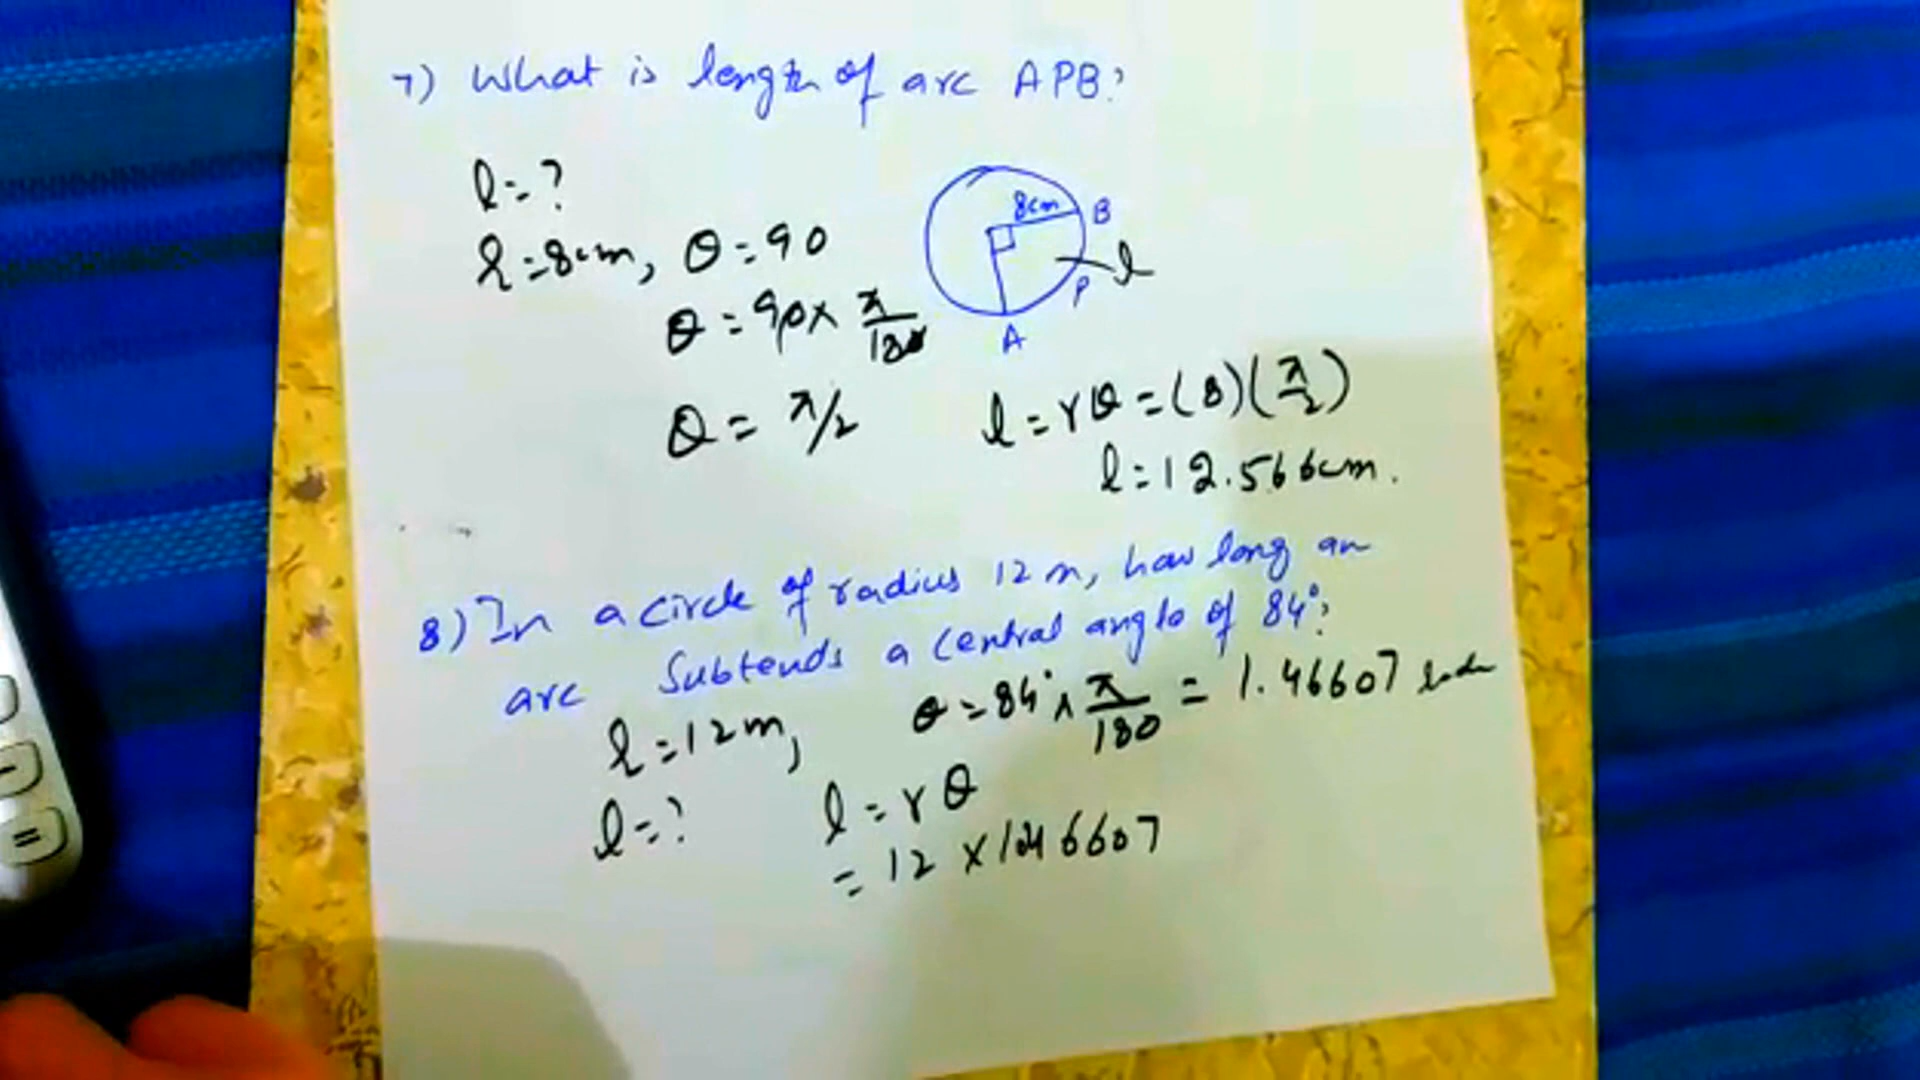 7) What is length of arc APB?
l = ?
r = 8cm, θ = 90
8cm
B
l
P
A
θ = 90 x π/180
θ = π/2
l = rθ = (8)(π/2)
l = 12.566cm.
8) In a circle of radius 12 m, how long an
arc subtends a central angle of 84°?
r = 12m,
θ = 84° x π/180 = 1.46607
l = ?
l = rθ
= 12 x 1.46607
=